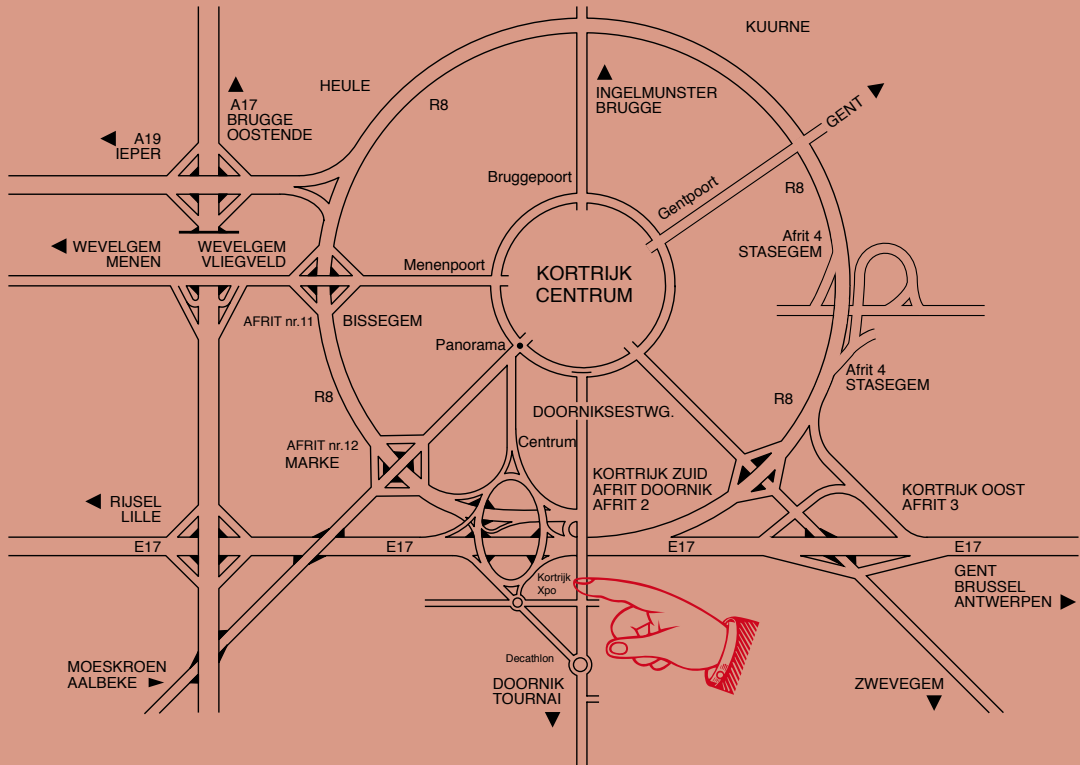 KUURNE
HEULE
R8
A17
BRUGGE
OOSTENDE
INGELMUNSTER
BRUGGE
GENT
A19
IEPER
Bruggepoort
Gentpoort
R8
WEVELGEM
MENEN
WEVELGEM
VLIEGVELD
Menenpoort
KORTRIJK
CENTRUM
Afrit 4
STASEGEM
AFRIT nr.11
BISSEGEM
Panorama
Afrit 4
STASEGEM
R8
R8
DOORNIKSESTWG.
AFRIT nr.12
MARKE
Centrum
KORTRIJK ZUID
AFRIT DOORNIK
AFRIT 2
KORTRIJK OOST
AFRIT 3
RIJSEL
LILLE
E17
E17
E17
E17
Kortrijk
Xpo
GENT
BRUSSEL
ANTWERPEN
Decathlon
MOESKROEN
AALBEKE
DOORNIK
TOURNAI
ZWEVEGEM